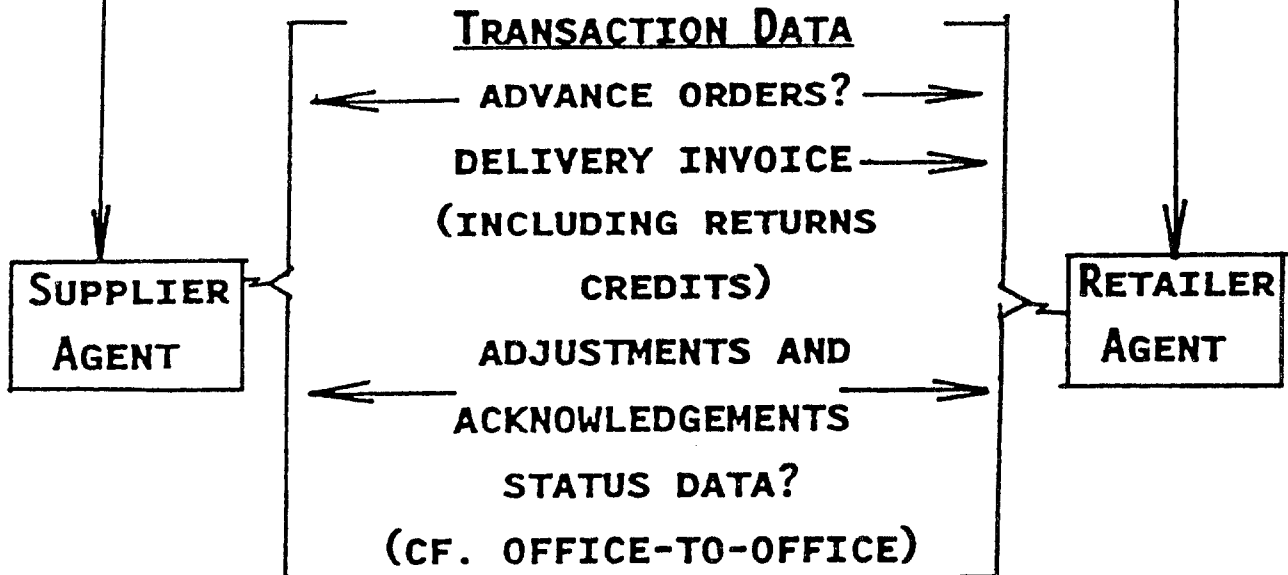 TRANSACTION DATA
ADVANCE ORDERS?
DELIVERY INVOICE
(INCLUDING RETURNS
CREDITS)
ADJUSTMENTS AND
ACKNOWLEDGEMENTS
STATUS DATA?
(CF. OFFICE-TO-OFFICE)
SUPPLIER
AGENT
RETAILER
AGENT